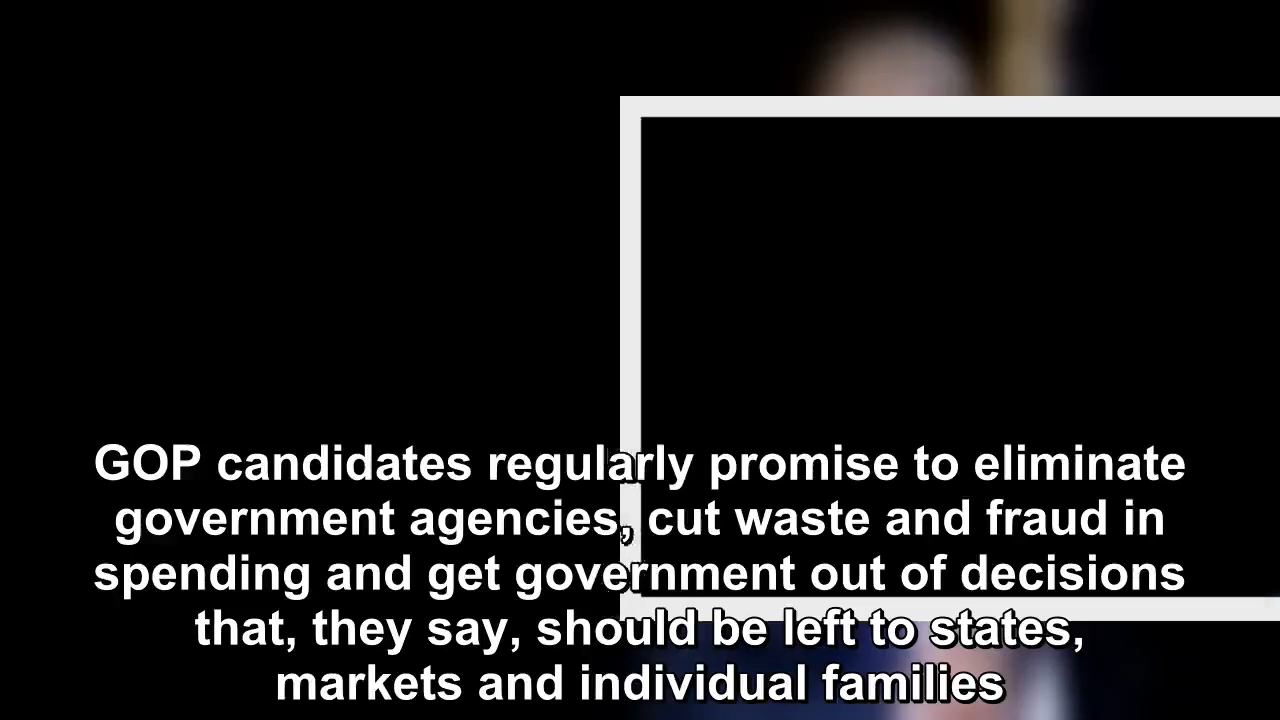 GOP candidates regularly promise to eliminate
government agencies, cut waste and fraud in
spending and get government out of decisions
that, they say, should be left to states,
markets and individual families